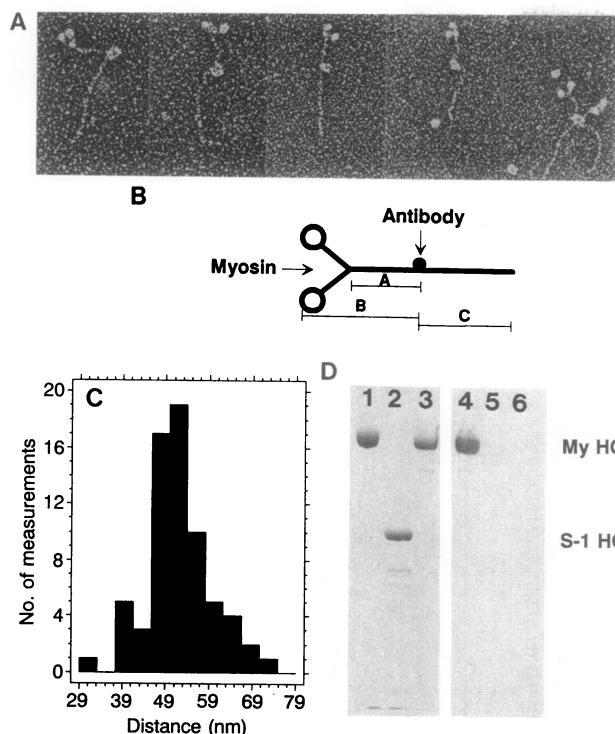 A
B
Antibody
Myosin
A
B
C
C
No. of measurements
20
16
12
8
4
0
29 39 49 59 69 79
Distance (nm)
D
1 2 3 4 5 6
My HC
S-1 HC